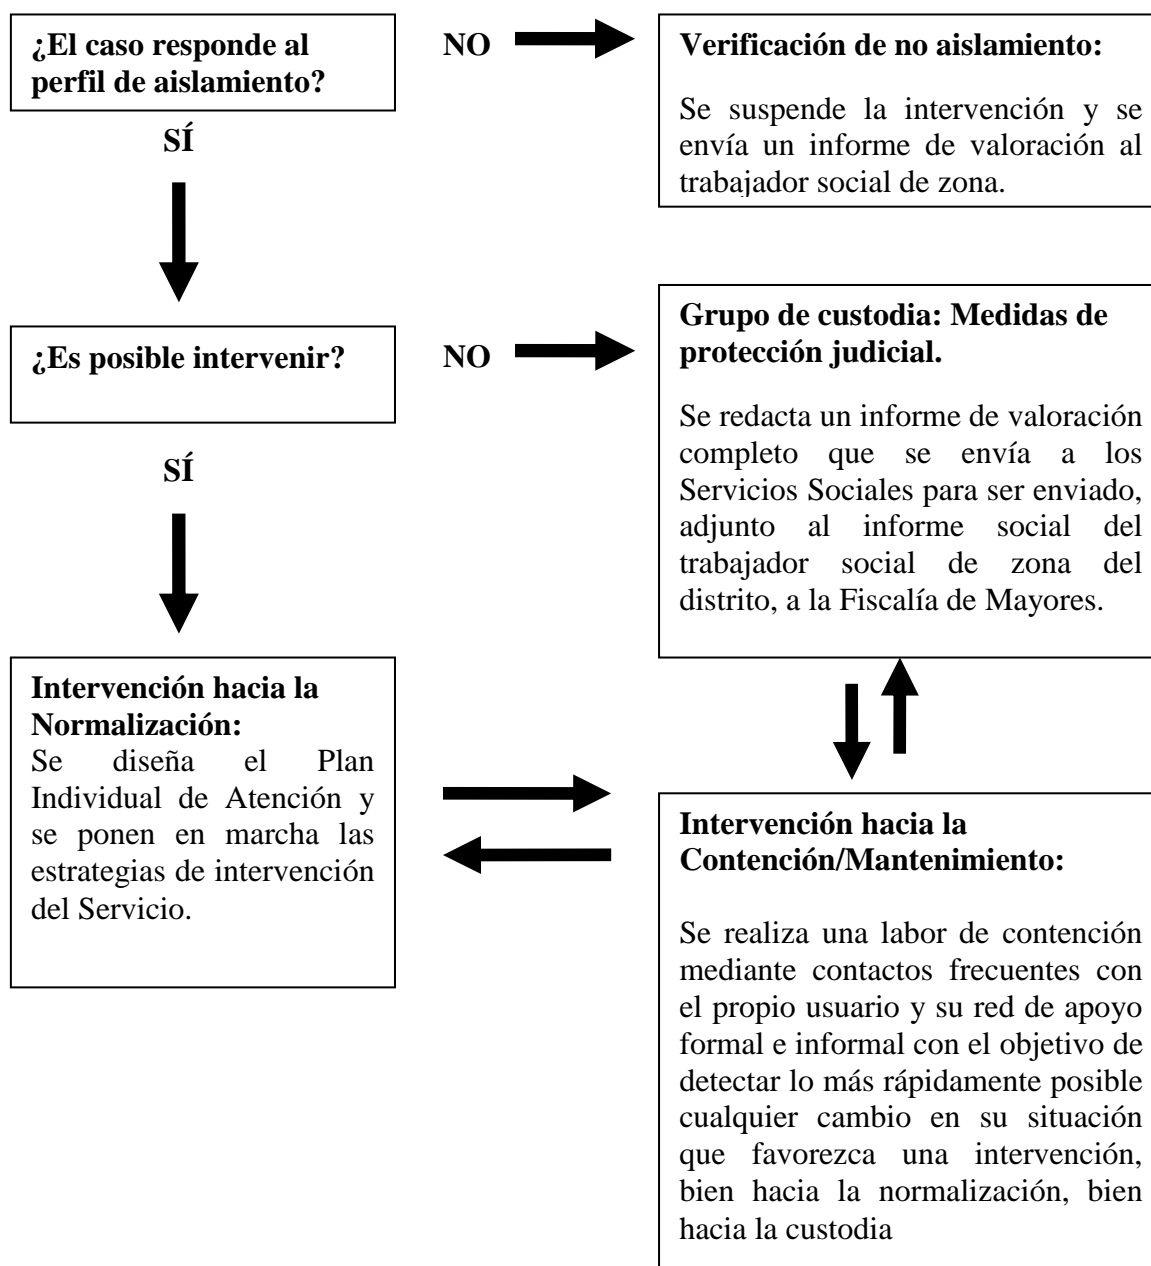 ¿El caso responde al
perfil de aislamiento?
NO
Verificación de no aislamiento:
Se suspende la intervención y se
envía un informe de valoración al
trabajador social de zona.
SÍ
¿Es posible intervenir?
NO
Grupo de custodia: Medidas de
protección judicial.
Se redacta un informe de valoración
completo que se envía a los
Servicios Sociales para ser enviado,
adjunto al informe social del
trabajador social de zona del
distrito, a la Fiscalía de Mayores.
SÍ
Intervención hacia la
Normalización:
Se diseña el Plan
Individual de Atención y
se ponen en marcha las
estrategias de intervención
del Servicio.
Intervención hacia la
Contención/Mantenimiento:
Se realiza una labor de contención
mediante contactos frecuentes con
el propio usuario y su red de apoyo
formal e informal con el objetivo de
detectar lo más rápidamente posible
cualquier cambio en su situación
que favorezca una intervención,
bien hacia la normalización, bien
hacia la custodia